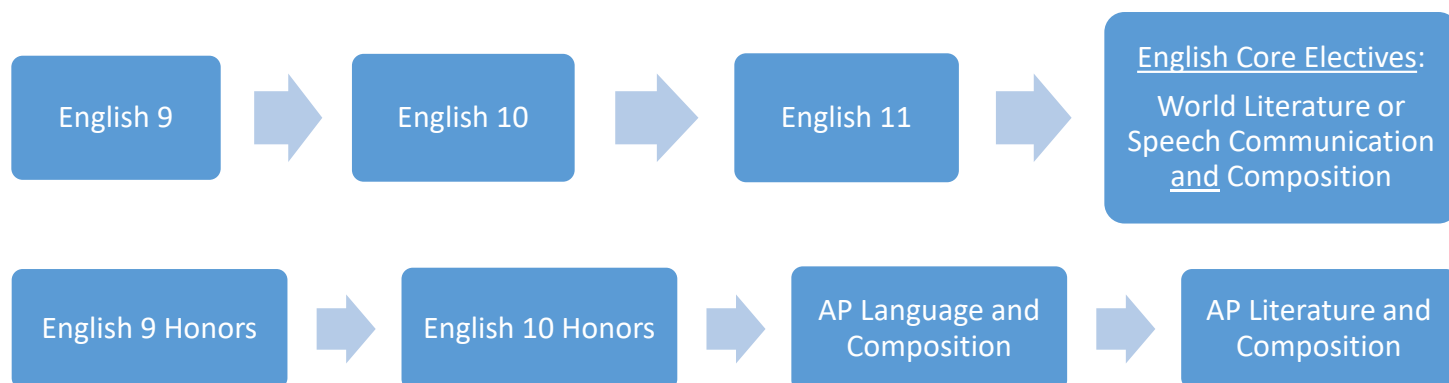 English 9
English 10
English 11
English Core Electives:
World Literature or
Speech Communication
and Composition
English 9 Honors
English 10 Honors
AP Language and
Composition
AP Literature and
Composition